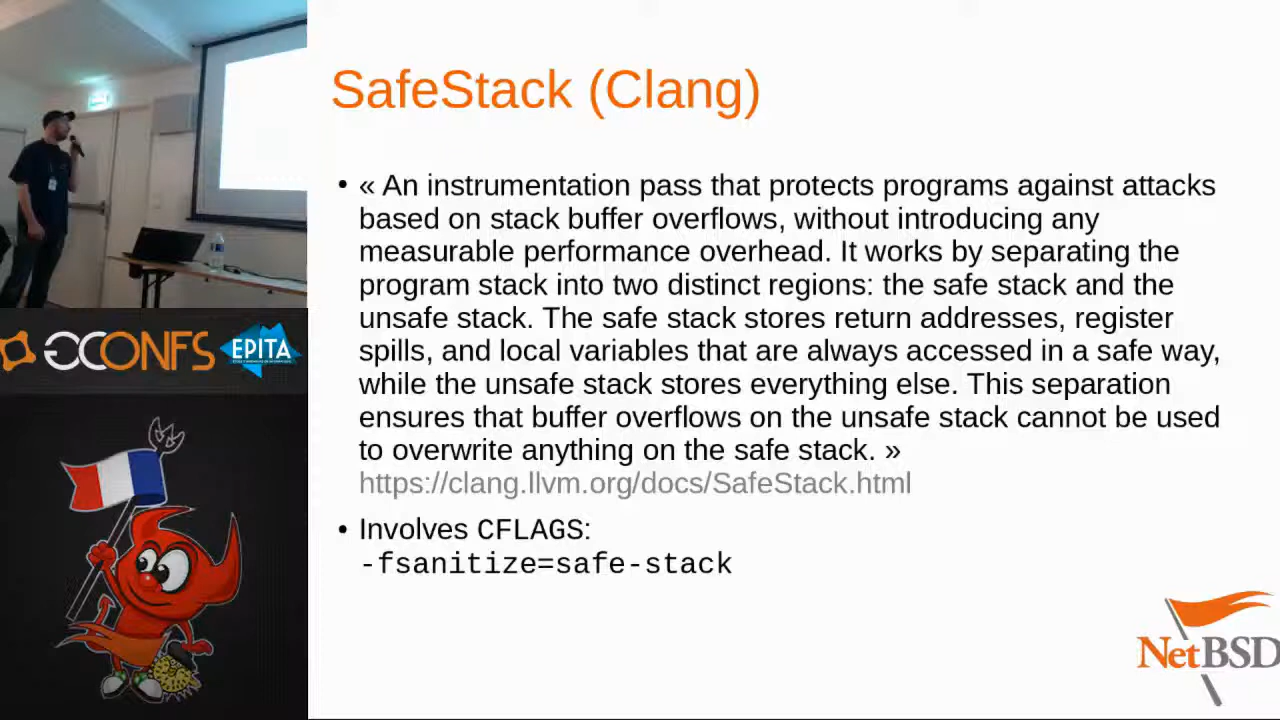 SafeStack (Clang)
• « An instrumentation pass that protects programs against attacks
based on stack buffer overflows, without introducing any
measurable performance overhead. It works by separating the
program stack into two distinct regions: the safe stack and the
unsafe stack. The safe stack stores return addresses, register
spills, and local variables that are always accessed in a safe way,
while the unsafe stack stores everything else. This separation
ensures that buffer overflows on the unsafe stack cannot be used
to overwrite anything on the safe stack. »
https://clang.llvm.org/docs/SafeStack.html
• Involves CFLAGS:
-fsanitize=safe-stack
GCONFS
EPITA
NetBSD